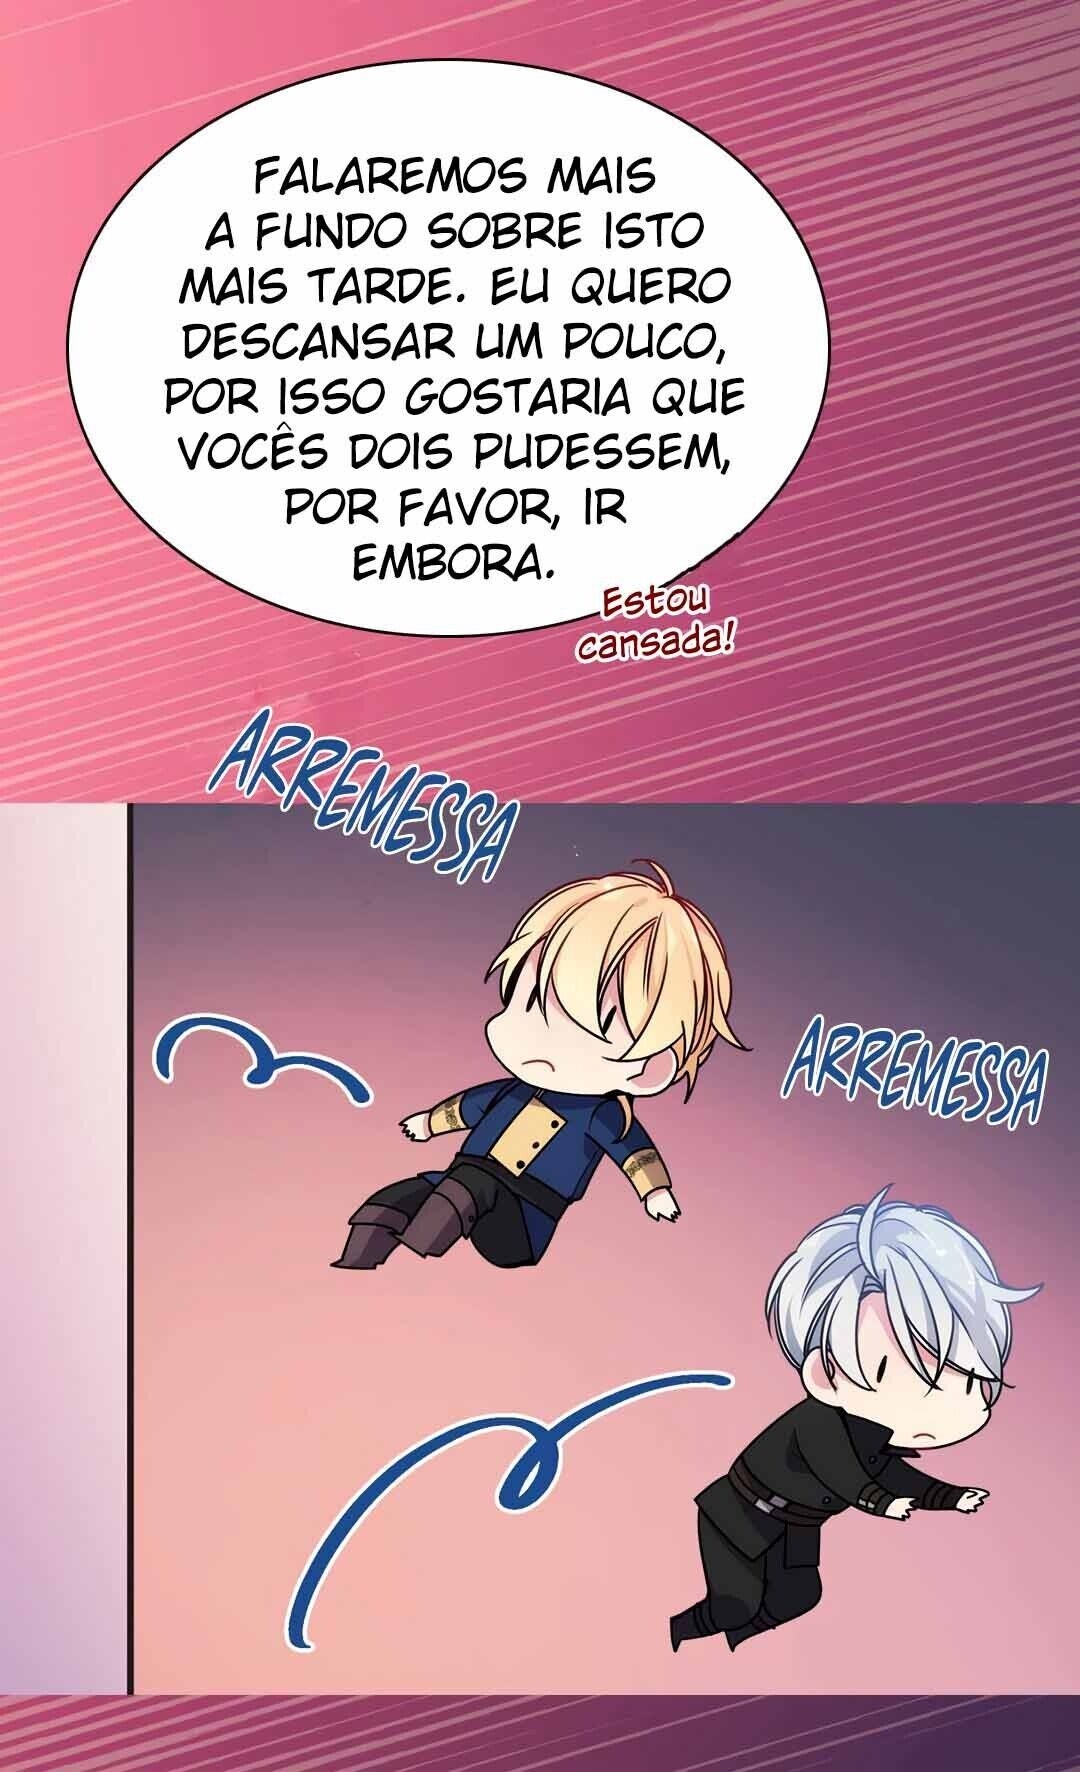 FALAREMOS MAIS
A FUNDO SOBRE ISTO
MAIS TARDE. EU QUERO
DESCANSAR UM POUCO,
POR ISSO GOSTARIA QUE
VOCÊS DOIS PUDESSEM,
POR FAVOR, IR
EMBORA.
Estou
cansada!
ARREMESSA
ARREMESSA